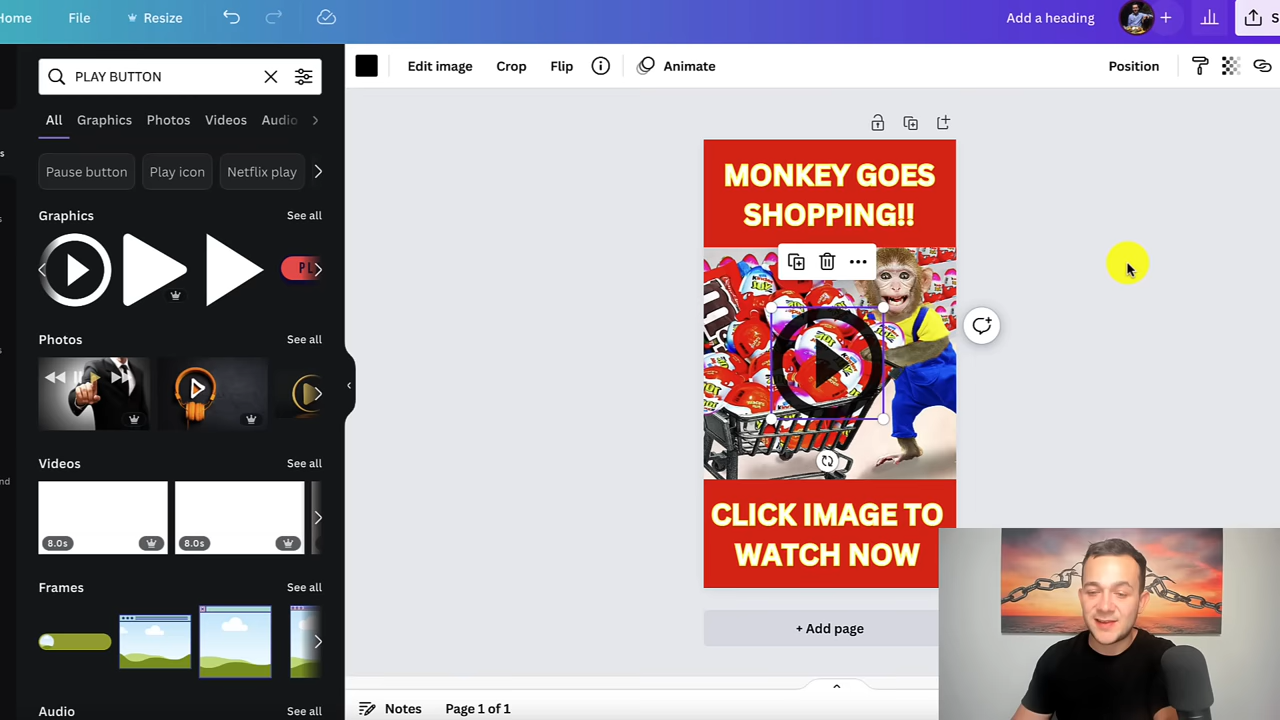 Home File Resize Add a heading S
PLAY BUTTON
Edit image Crop Flip Animate Position
All Graphics Photos Videos Audio
Pause button Play icon Netflix play
Graphics See all
Photos See all
Videos See all
8.0s 8.0s
Frames See all
Audio See all
MONKEY GOES
SHOPPING!!
CLICK IMAGE TO
WATCH NOW
+ Add page
Notes Page 1 of 1